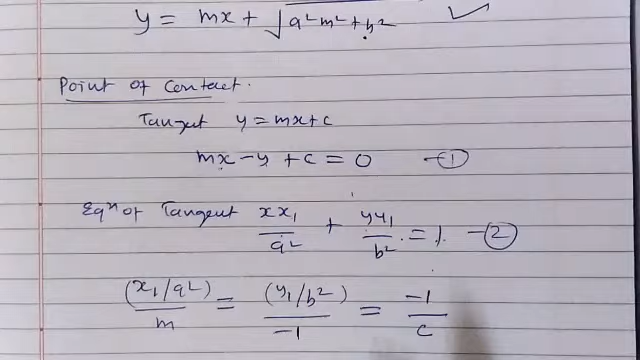 y = mx + √a²m²+b²
Point of Contact.
Tangent y = mx+c
mx - y + c = 0 —①
Eqⁿ of Tangent xx₁/a² + yy₁/b² = 1. —②
(x₁/a²)/m = (y₁/b²)/-1 = -1/c